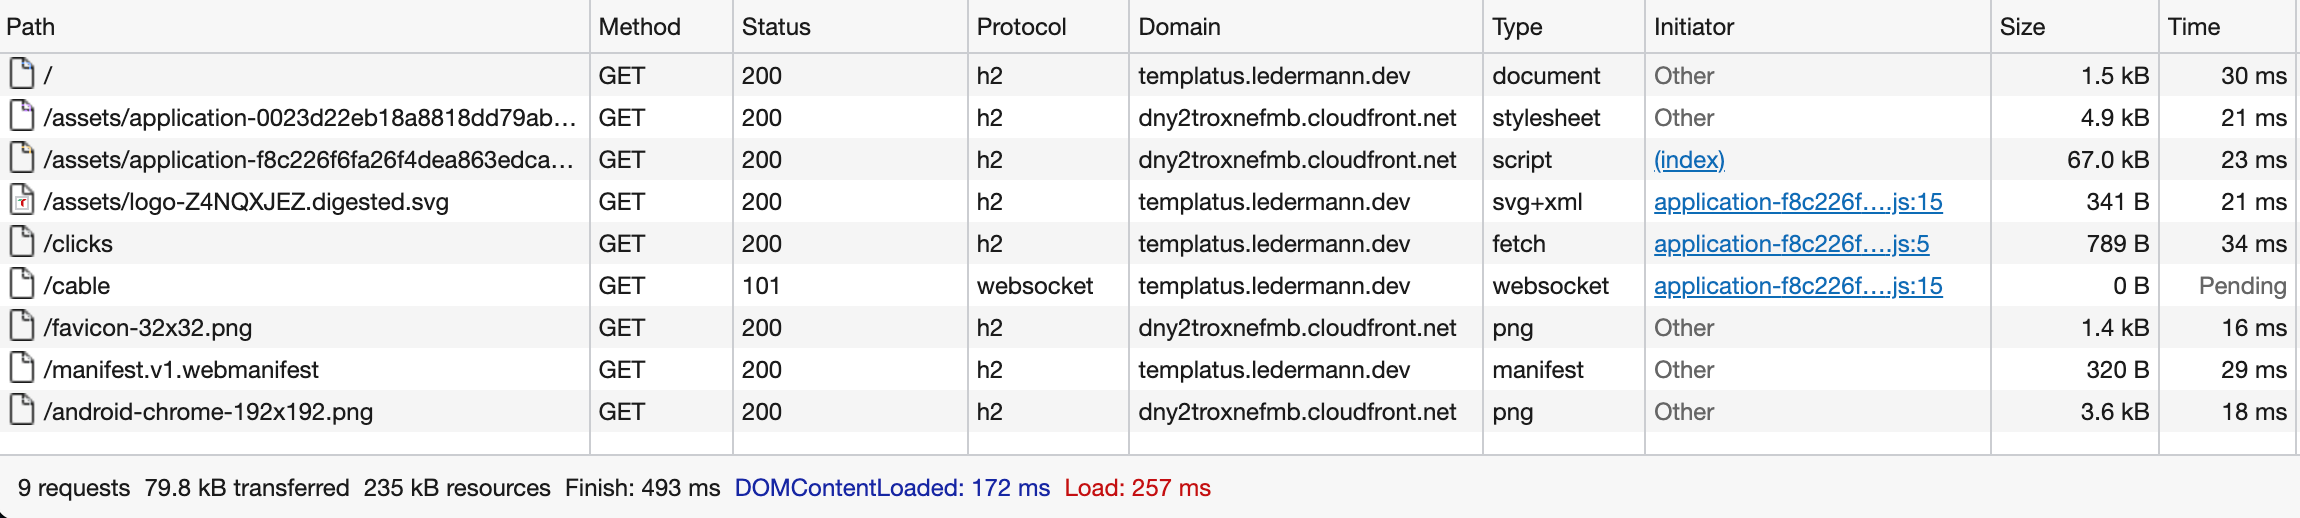 Path Method Status Protocol Domain Type Initiator Size Time
/ GET 200 h2 templatus.ledermann.dev document Other 1.5 kB 30 ms
/assets/application-0023d22eb18a8818dd79ab… GET 200 h2 dny2troxnefmb.cloudfront.net stylesheet Other 4.9 kB 21 ms
/assets/application-f8c226f6fa26f4dea863edca… GET 200 h2 dny2troxnefmb.cloudfront.net script (index) 67.0 kB 23 ms
/assets/logo-Z4NQXJEZ.digested.svg GET 200 h2 templatus.ledermann.dev svg+xml application-f8c226f….js:15 341 B 21 ms
/clicks GET 200 h2 templatus.ledermann.dev fetch application-f8c226f….js:5 789 B 34 ms
/cable GET 101 websocket templatus.ledermann.dev websocket application-f8c226f….js:15 0 B Pending
/favicon-32x32.png GET 200 h2 dny2troxnefmb.cloudfront.net png Other 1.4 kB 16 ms
/manifest.v1.webmanifest GET 200 h2 templatus.ledermann.dev manifest Other 320 B 29 ms
/android-chrome-192x192.png GET 200 h2 dny2troxnefmb.cloudfront.net png Other 3.6 kB 18 ms
9 requests 79.8 kB transferred 235 kB resources Finish: 493 ms DOMContentLoaded: 172 ms Load: 257 ms